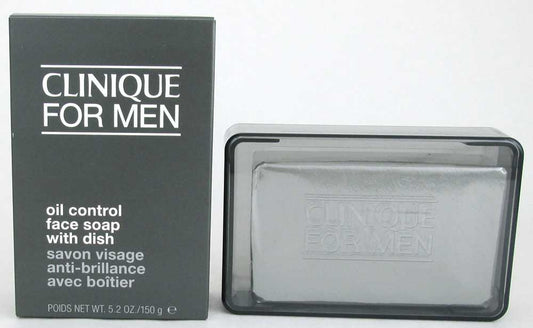 CLINIQUE
FOR MEN
oil control
face soap
with dish
savon visage
anti-brillance
avec boîtier
POIDS NET WT. 5.2 OZ./150 g ℮
CLINIQUE
FOR MEN